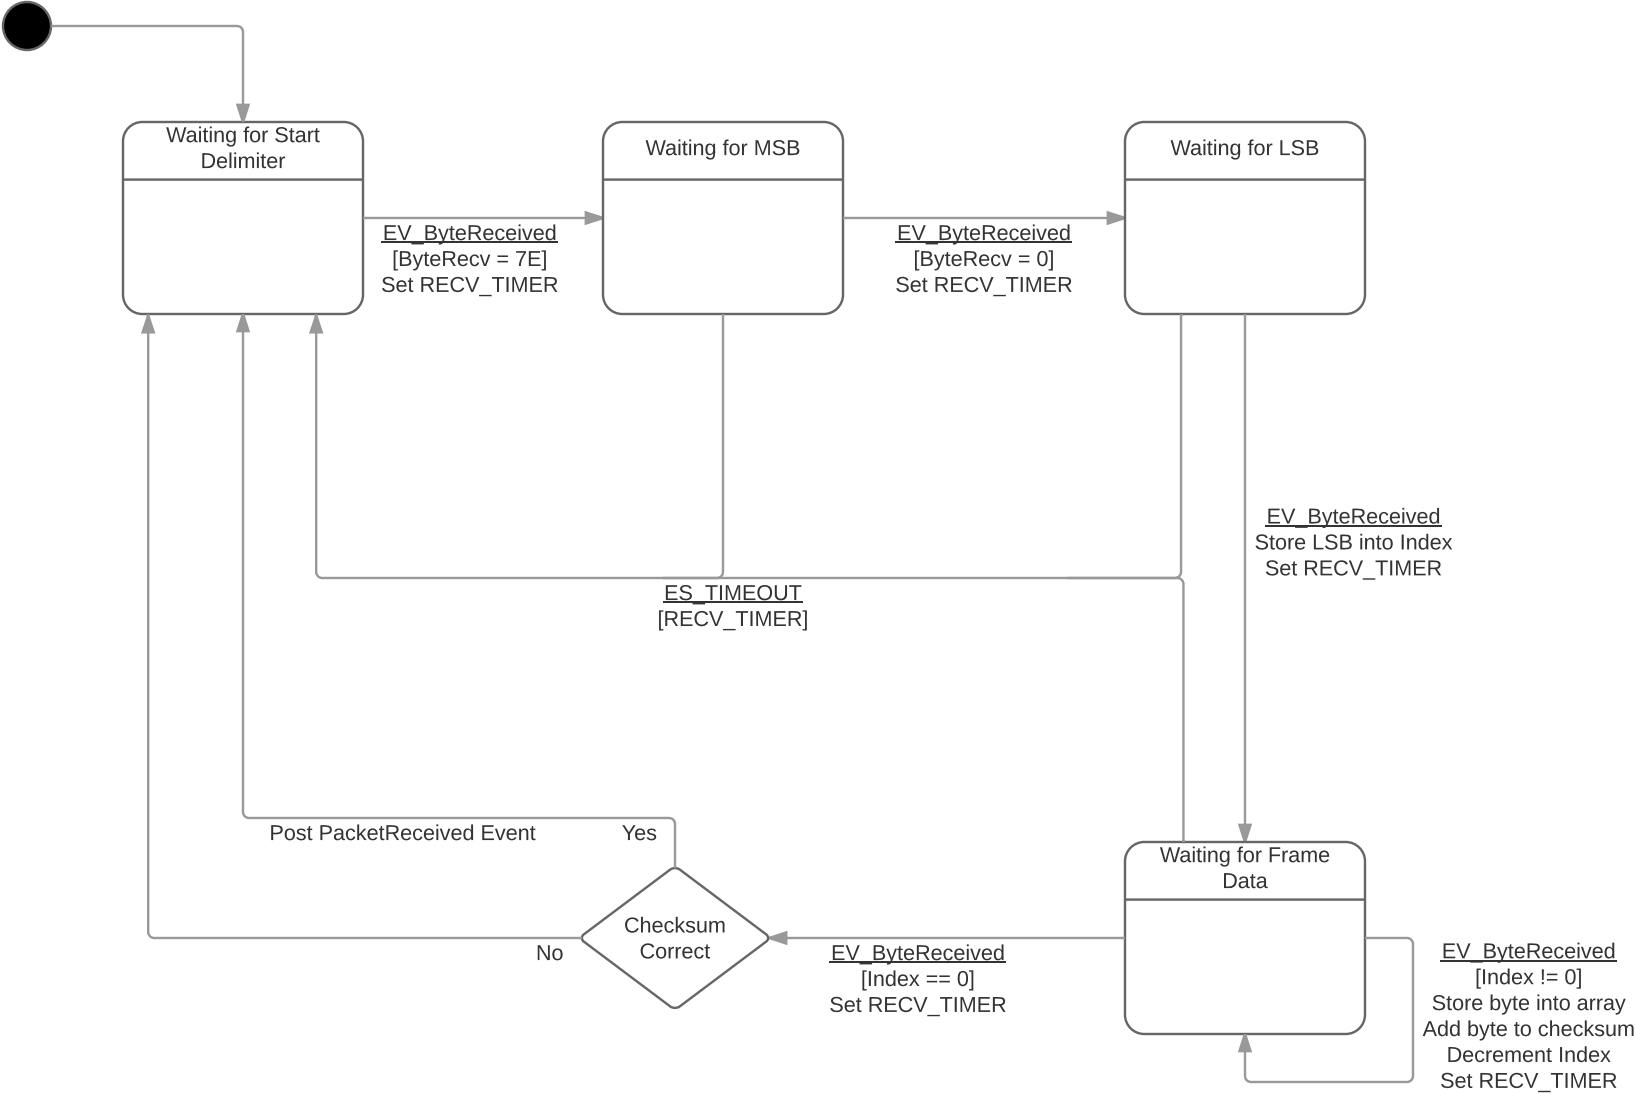 Waiting for Start
Delimiter
Waiting for MSB
Waiting for LSB
EV_ByteReceived
[ByteRecv = 7E]
Set RECV_TIMER
EV_ByteReceived
[ByteRecv = 0]
Set RECV_TIMER
EV_ByteReceived
Store LSB into Index
Set RECV_TIMER
ES_TIMEOUT
[RECV_TIMER]
Post PacketReceived Event
Yes
Checksum
Correct
No
Waiting for Frame
Data
EV_ByteReceived
[Index == 0]
Set RECV_TIMER
EV_ByteReceived
[Index != 0]
Store byte into array
Add byte to checksum
Decrement Index
Set RECV_TIMER